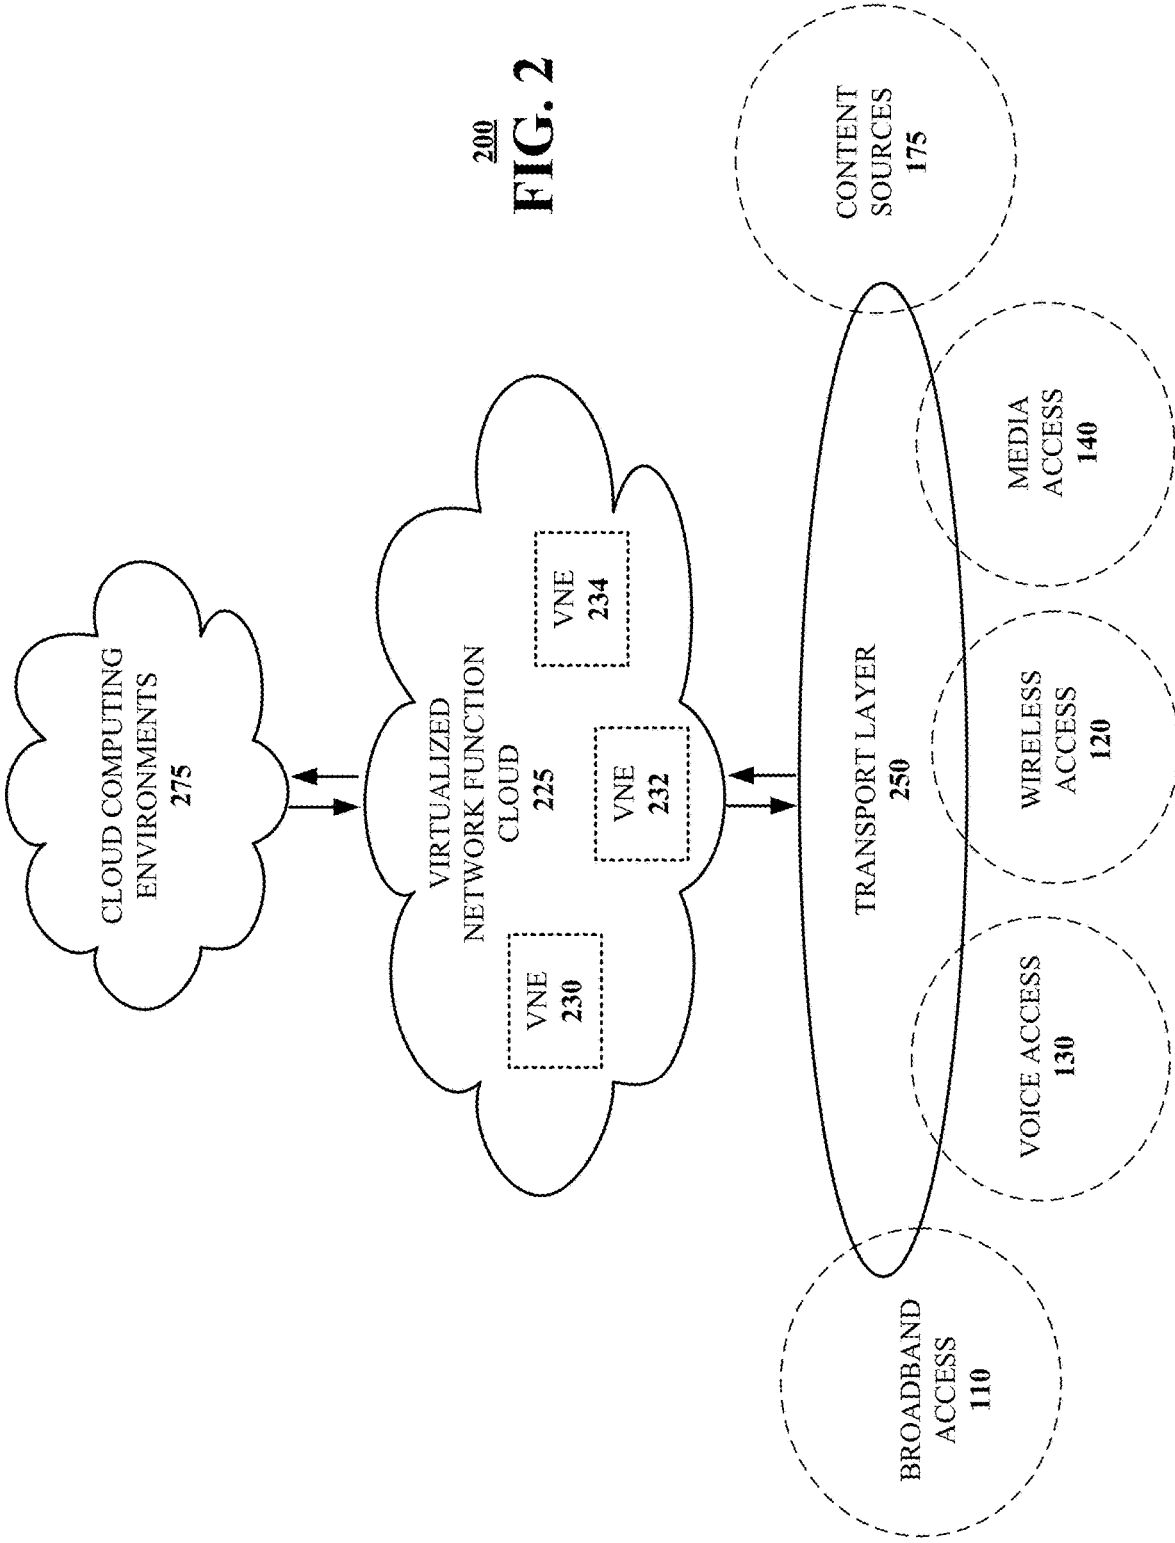 CLOUD COMPUTING
ENVIRONMENTS
275
VIRTUALIZED
NETWORK FUNCTION
CLOUD
225
VNE
230
VNE
232
VNE
234
TRANSPORT LAYER
250
BROADBAND
ACCESS
110
VOICE ACCESS
130
WIRELESS
ACCESS
120
MEDIA
ACCESS
140
CONTENT
SOURCES
175
200
FIG. 2